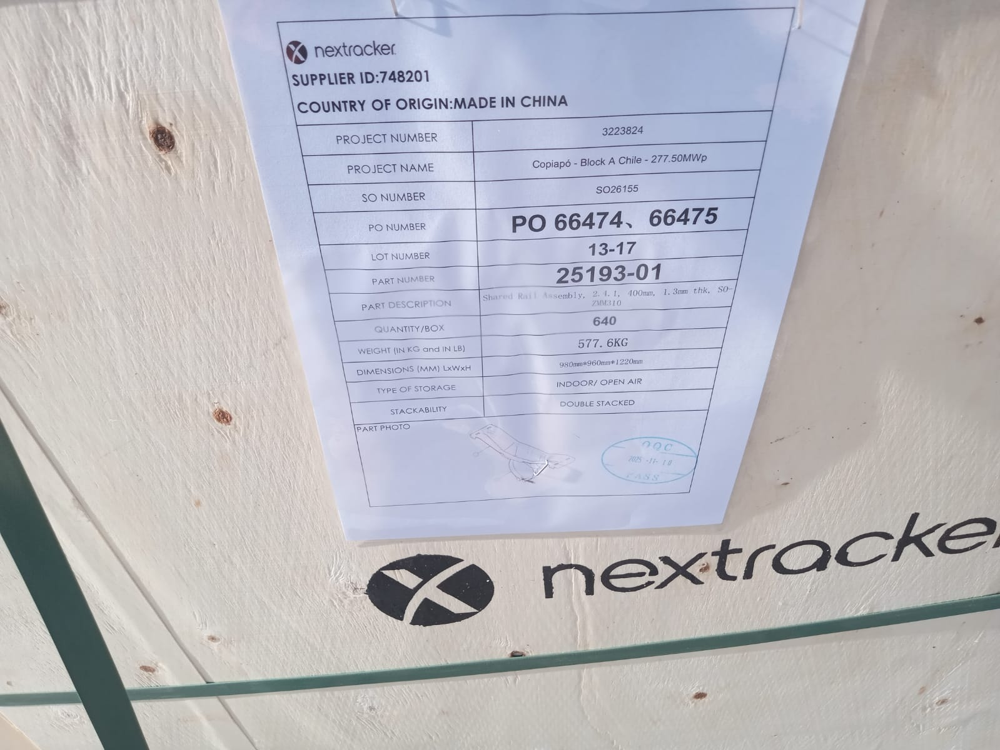 nextracker.
SUPPLIER ID:748201
COUNTRY OF ORIGIN:MADE IN CHINA
PROJECT NUMBER 3223824
PROJECT NAME Copiapó - Block A Chile - 277.50MWp
SO NUMBER SO26155
PO NUMBER PO 66474、66475
LOT NUMBER 13-17
PART NUMBER 25193-01
PART DESCRIPTION Shared Rail Assembly, 2.4.1, 400mm, 1.3mm thk, SO-
ZMM310
QUANTITY/BOX 640
WEIGHT (IN KG and IN LB) 577.6KG
DIMENSIONS (MM) LxWxH 980mm*960mm*1220mm
TYPE OF STORAGE INDOOR/ OPEN AIR
STACKABILITY DOUBLE STACKED
PART PHOTO
OQC
2025-11-10
PASS
nextracker